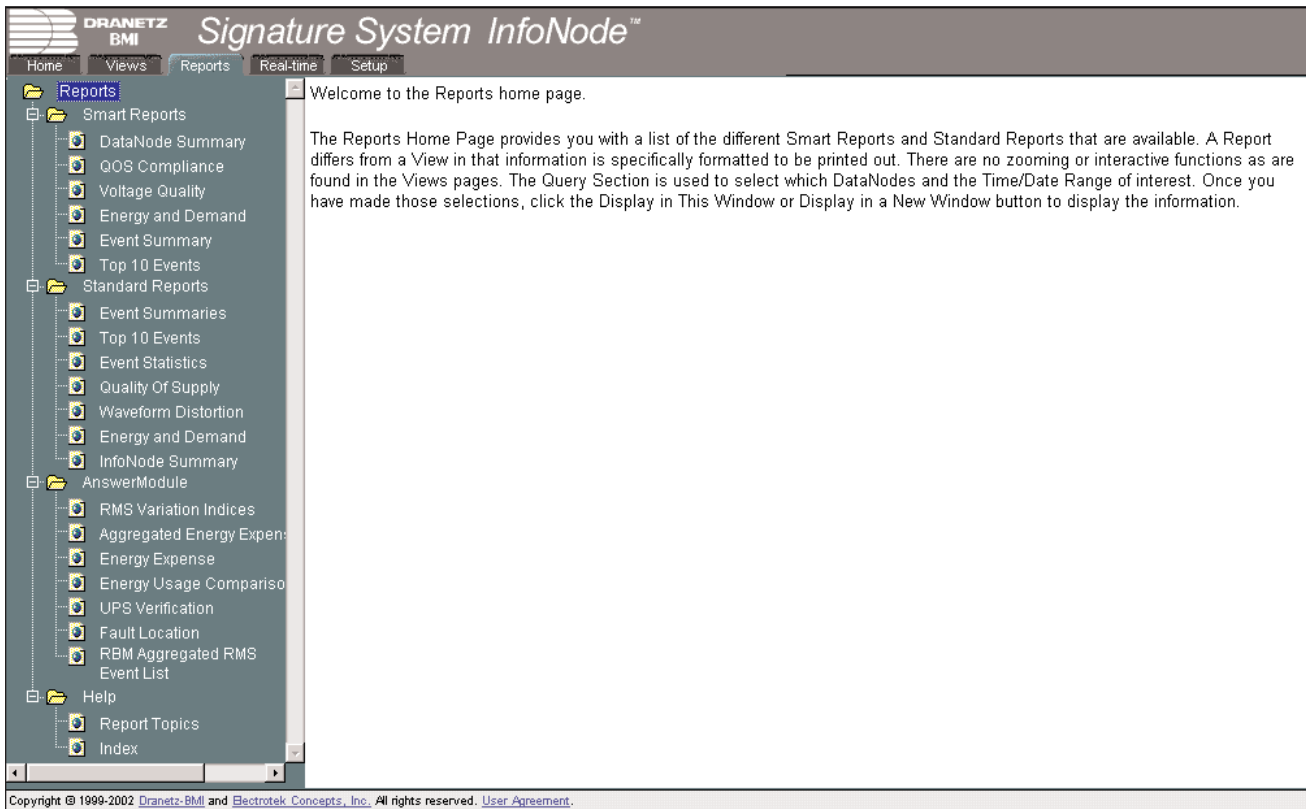 DRANETZ
BMI
Signature System InfoNode™
Home Views Reports Real-time Setup
Reports
Smart Reports
DataNode Summary
QOS Compliance
Voltage Quality
Energy and Demand
Event Summary
Top 10 Events
Standard Reports
Event Summaries
Top 10 Events
Event Statistics
Quality Of Supply
Waveform Distortion
Energy and Demand
InfoNode Summary
AnswerModule
RMS Variation Indices
Aggregated Energy Expens
Energy Expense
Energy Usage Compariso
UPS Verification
Fault Location
RBM Aggregated RMS
Event List
Help
Report Topics
Index
Welcome to the Reports home page.
The Reports Home Page provides you with a list of the different Smart Reports and Standard Reports that are available. A Report
differs from a View in that information is specifically formatted to be printed out. There are no zooming or interactive functions as are
found in the Views pages. The Query Section is used to select which DataNodes and the Time/Date Range of interest. Once you
have made those selections, click the Display in This Window or Display in a New Window button to display the information.
Copyright © 1999-2002 Dranetz-BMI and Electrotek Concepts, Inc. All rights reserved. User Agreement.